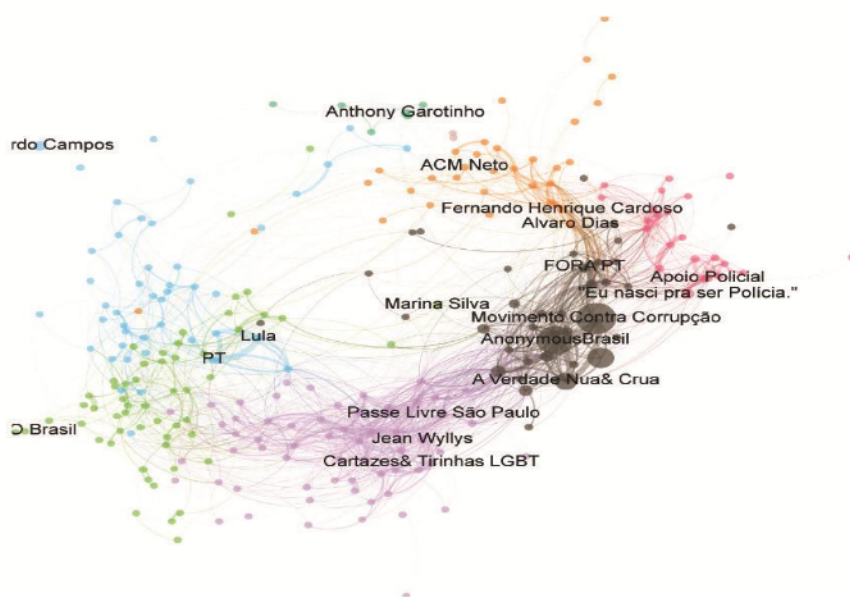 Anthony Garotinho
rdo Campos
ACM Neto
Fernando Henrique Cardoso
Alvaro Dias
FORA PT
Apoio Policial
"Eu nasci pra ser Polícia."
Marina Silva
Movimento Contra Corrupção
Lula
AnonymousBrasil
PT
A Verdade Nua& Crua
Passe Livre São Paulo
Brasil
Jean Wyllys
Cartazes& Tirinhas LGBT